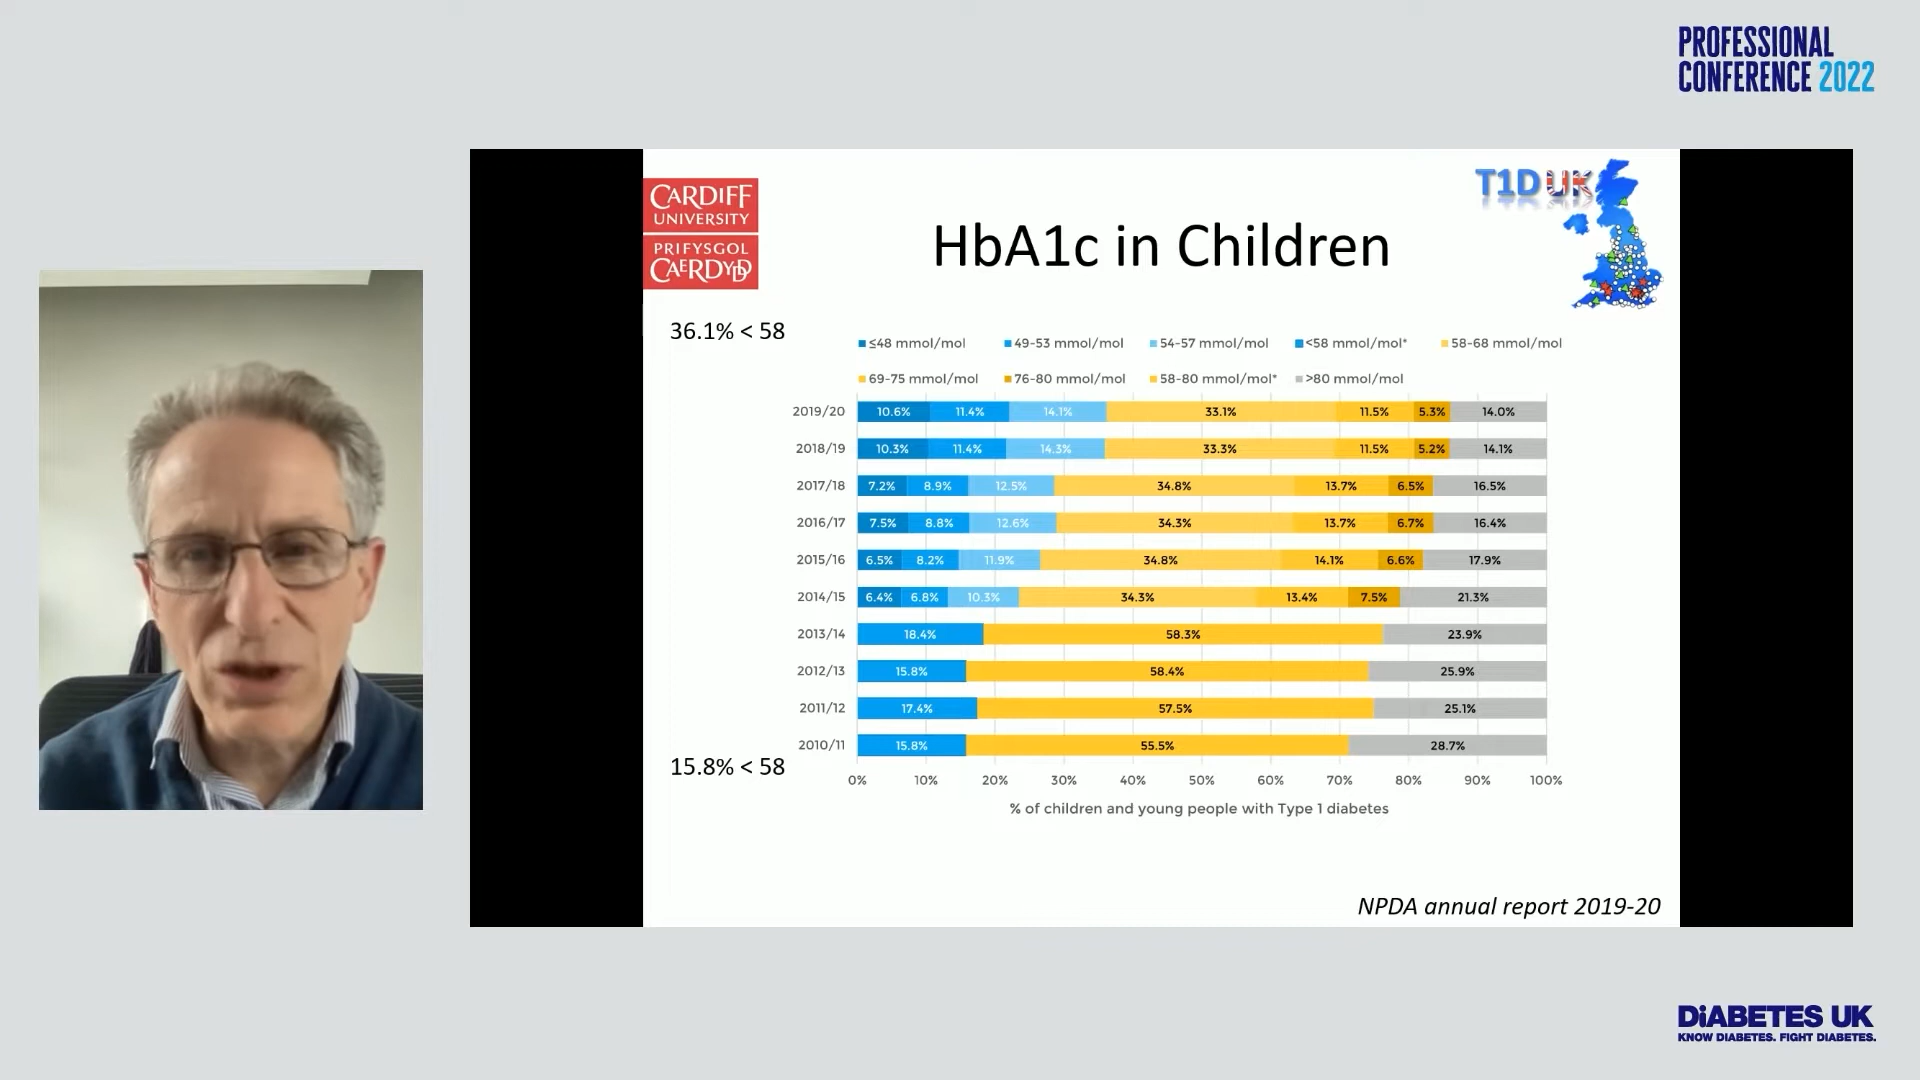 PROFESSIONAL
CONFERENCE 2022
CARDIFF
UNIVERSITY
PRIFYSGOL
CAERDYDD
T1D UK
HbA1c in Children
36.1% < 58
≤48 mmol/mol 49-53 mmol/mol 54-57 mmol/mol <58 mmol/mol* 58-68 mmol/mol
69-75 mmol/mol 76-80 mmol/mol 58-80 mmol/mol* >80 mmol/mol
2019/20 10.6% 11.4% 14.1% 33.1% 11.5% 5.3% 14.0%
2018/19 10.3% 11.4% 14.3% 33.3% 11.5% 5.2% 14.1%
2017/18 7.2% 8.9% 12.5% 34.8% 13.7% 6.5% 16.5%
2016/17 7.5% 8.8% 12.6% 34.3% 13.7% 6.7% 16.4%
2015/16 6.5% 8.2% 11.9% 34.8% 14.1% 6.6% 17.9%
2014/15 6.4% 6.8% 10.3% 34.3% 13.4% 7.5% 21.3%
2013/14 18.4% 58.3% 23.9%
2012/13 15.8% 58.4% 25.9%
2011/12 17.4% 57.5% 25.1%
2010/11 15.8% 55.5% 28.7%
15.8% < 58
0% 10% 20% 30% 40% 50% 60% 70% 80% 90% 100%
% of children and young people with Type 1 diabetes
NPDA annual report 2019-20
DiABETES UK
KNOW DIABETES. FIGHT DIABETES.